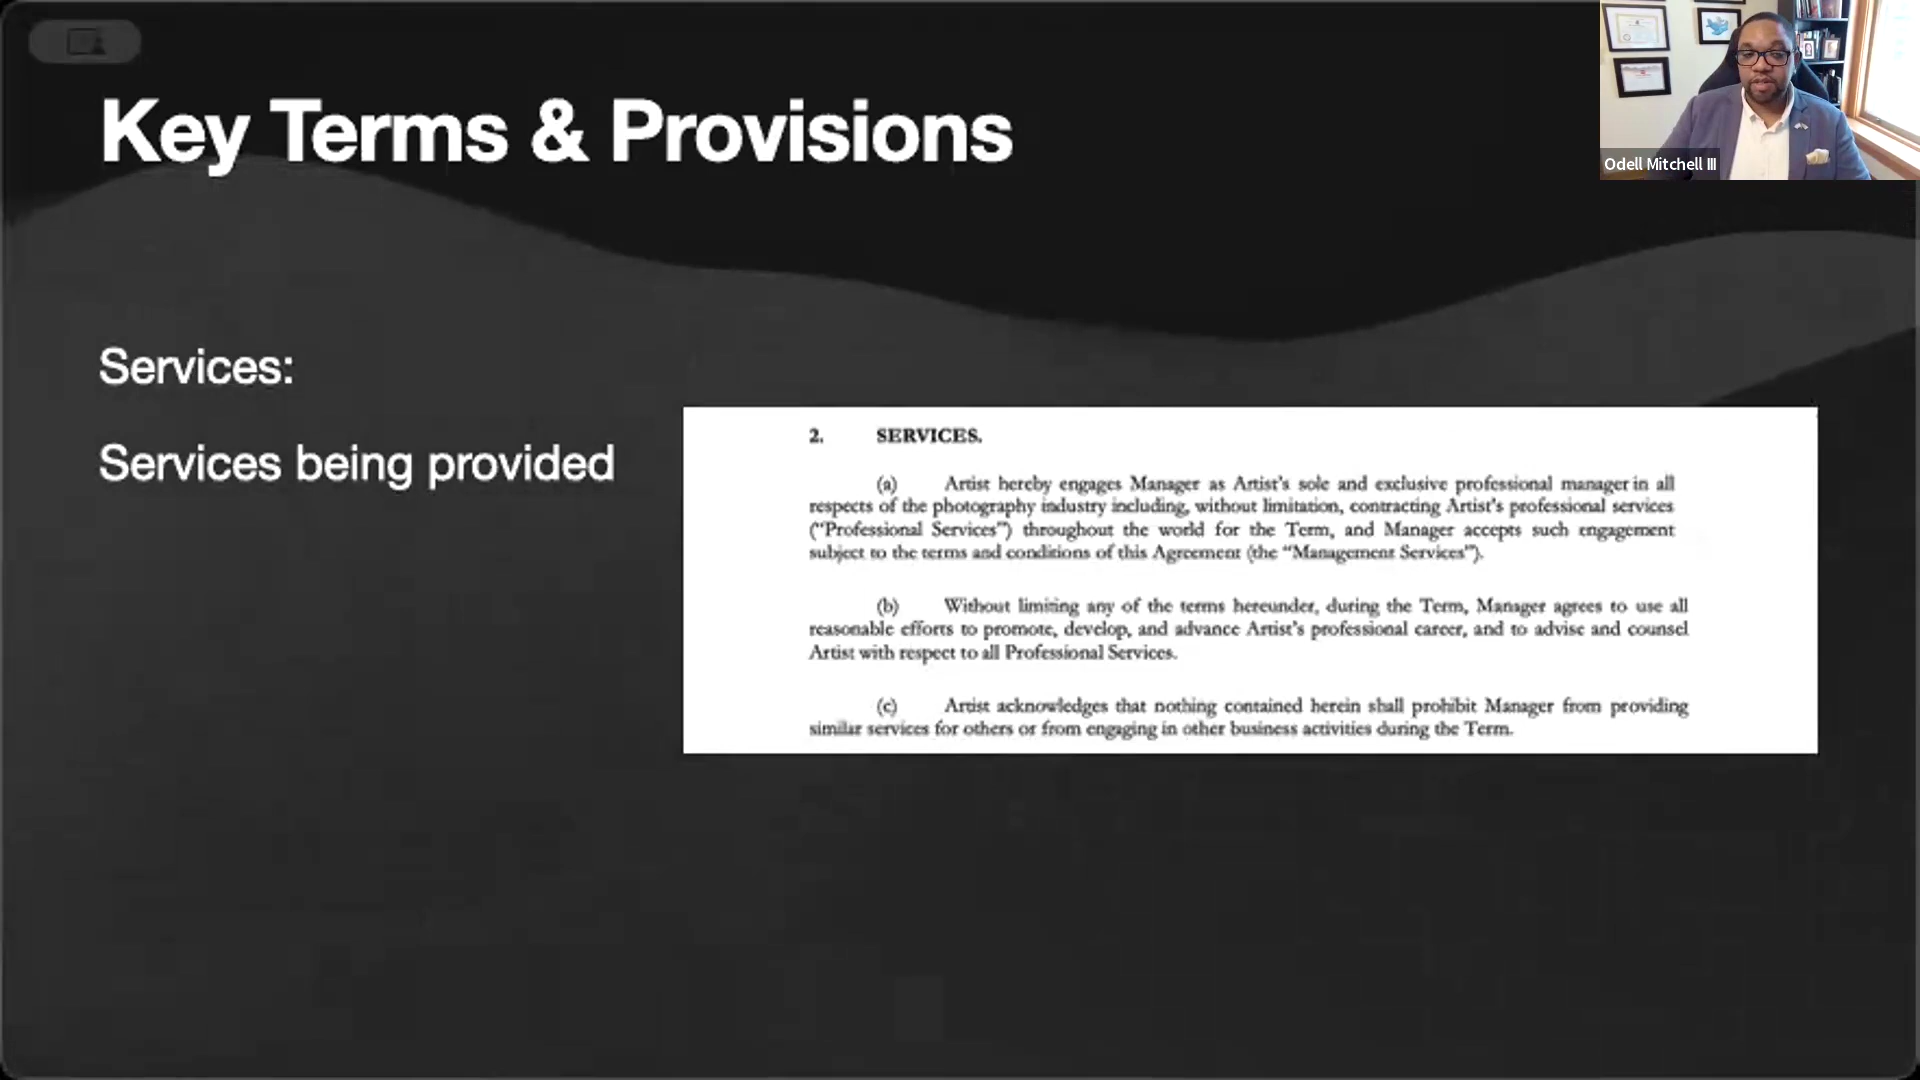 Key Terms & Provisions
Odell Mitchell III
Services:
Services being provided
2. SERVICES.
(a) Artist hereby engages Manager as Artist's sole and exclusive professional manager in all
respects of the photography industry including, without limitation, contracting Artist's professional services
("Professional Services") throughout the world for the Term, and Manager accepts such engagement
subject to the terms and conditions of this Agreement (the "Management Services").
(b) Without limiting any of the terms hereunder, during the Term, Manager agrees to use all
reasonable efforts to promote, develop, and advance Artist's professional career, and to advise and counsel
Artist with respect to all Professional Services.
(c) Artist acknowledges that nothing contained herein shall prohibit Manager from providing
similar services for others or from engaging in other business activities during the Term.